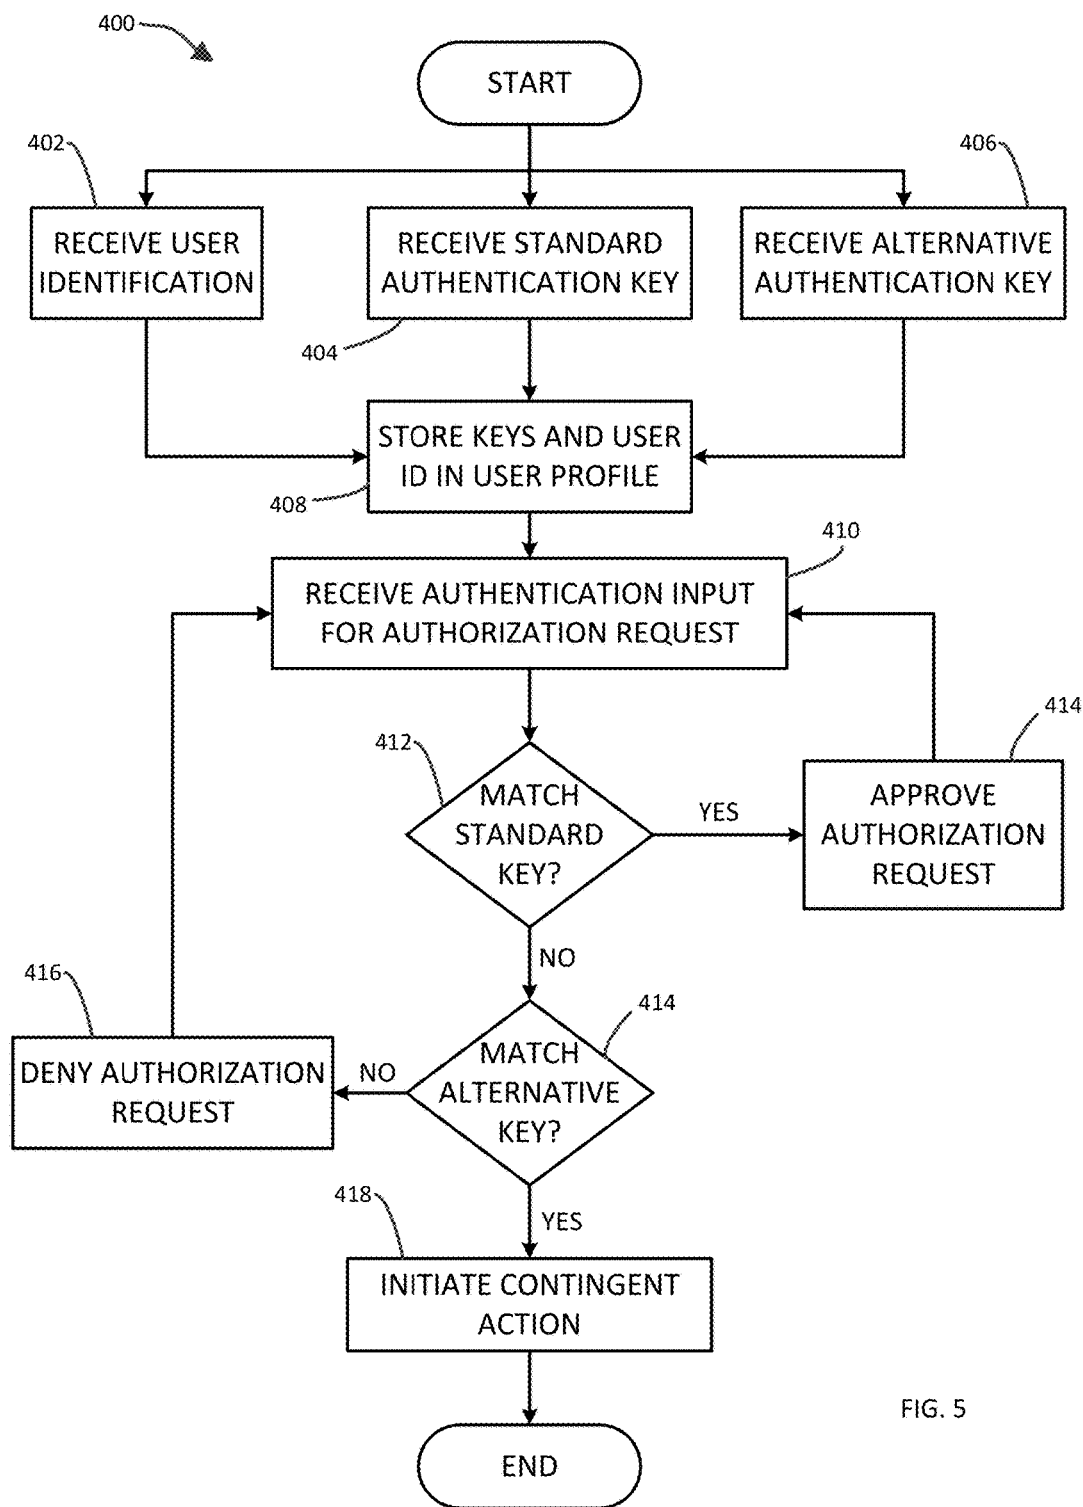 400
START
402
406
RECEIVE USER
IDENTIFICATION
RECEIVE STANDARD
AUTHENTICATION KEY
RECEIVE ALTERNATIVE
AUTHENTICATION KEY
404
STORE KEYS AND USER
ID IN USER PROFILE
408
410
RECEIVE AUTHENTICATION INPUT
FOR AUTHORIZATION REQUEST
412
MATCH
STANDARD
KEY?
YES
414
APPROVE
AUTHORIZATION
REQUEST
NO
414
MATCH
ALTERNATIVE
KEY?
NO
416
DENY AUTHORIZATION
REQUEST
YES
418
INITIATE CONTINGENT
ACTION
END
FIG. 5